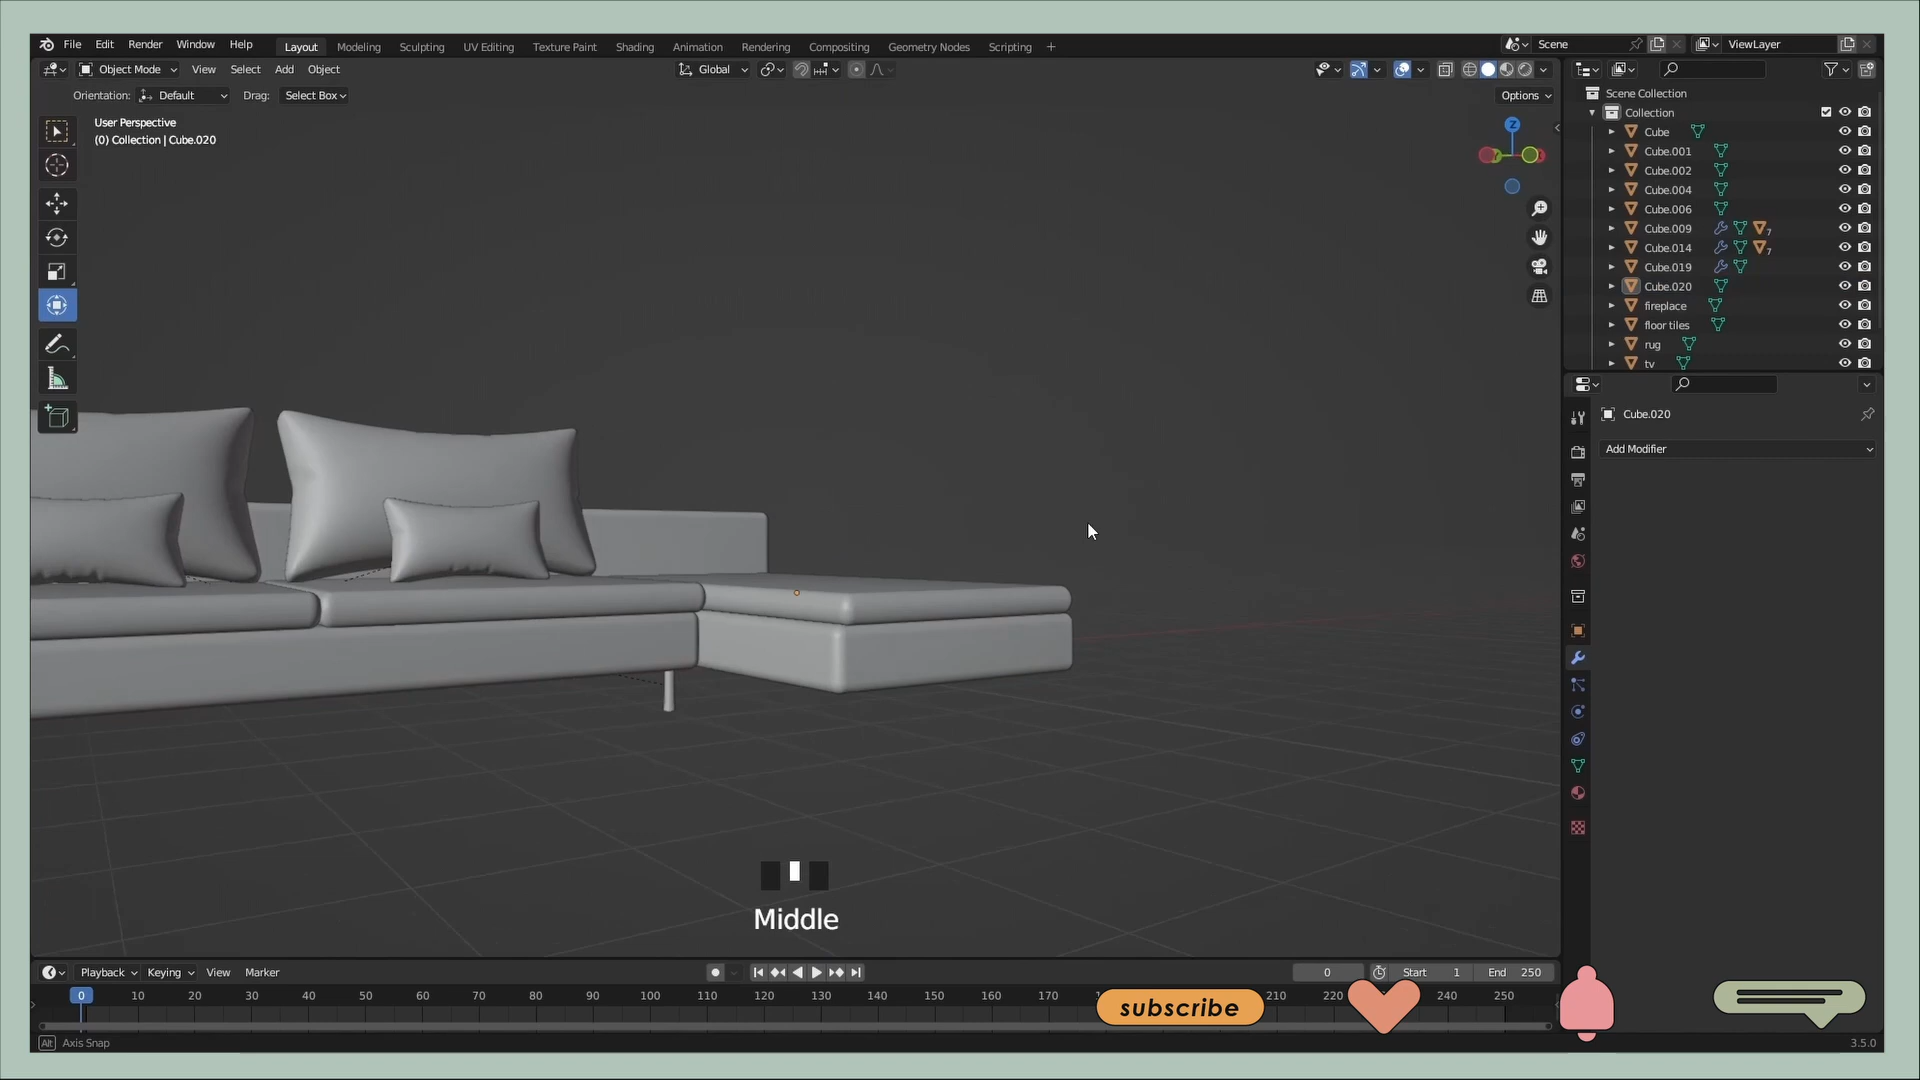 File Edit Render Window Help Layout Modeling Sculpting UV Editing Texture Paint Shading Animation Rendering Compositing Geometry Nodes Scripting + Scene ViewLayer
Object Mode View Select Add Object Global
Orientation: Default Drag: Select Box Options
User Perspective
(0) Collection | Cube.020
Z
Scene Collection
Collection
Cube
Cube.001
Cube.002
Cube.004
Cube.006
Cube.009 7
Cube.014 7
Cube.019
Cube.020
fireplace
floor tiles
rug
tv
Cube.020
Add Modifier
Middle
Playback Keying View Marker 0 Start 1 End 250
0 10 20 30 40 50 60 70 80 90 100 110 120 130 140 150 160 170 210 220 240 250
subscribe
Alt Axis Snap 3.5.0